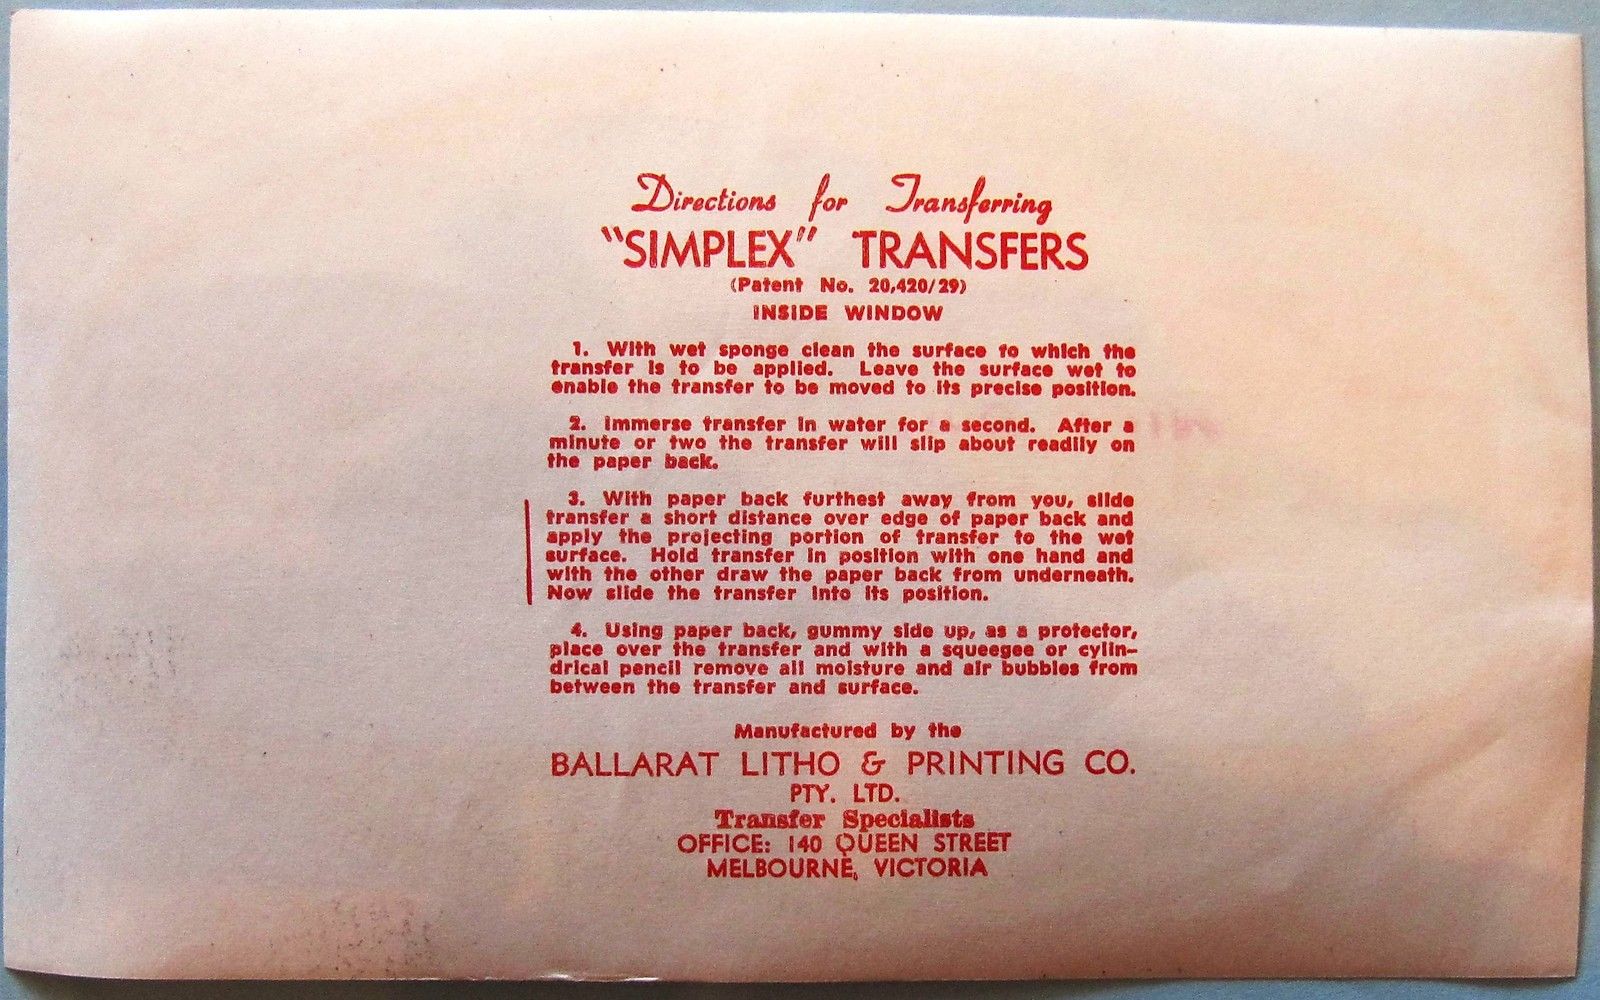 Directions for Transferring
"SIMPLEX" TRANSFERS
(Patent No. 20,420/29)
INSIDE WINDOW
1. With wet sponge clean the surface to which the
transfer is to be applied. Leave the surface wet to
enable the transfer to be moved to its precise position.
2. Immerse transfer in water for a second. After a
minute or two the transfer will slip about readily on
the paper back.
3. With paper back furthest away from you, slide
transfer a short distance over edge of paper back and
apply the projecting portion of transfer to the wet
surface. Hold transfer in position with one hand and
with the other draw the paper back from underneath.
Now slide the transfer into its position.
4. Using paper back, gummy side up, as a protector,
place over the transfer and with a squeegee or cylin-
drical pencil remove all moisture and air bubbles from
between the transfer and surface.
Manufactured by the
BALLARAT LITHO & PRINTING CO.
PTY. LTD.
Transfer Specialists
OFFICE: 140 QUEEN STREET
MELBOURNE, VICTORIA